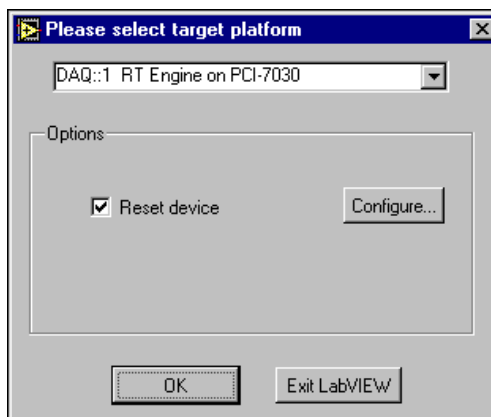 Please select target platform
DAQ::1 RT Engine on PCI-7030
Options
Reset device
Configure...
OK
Exit LabVIEW